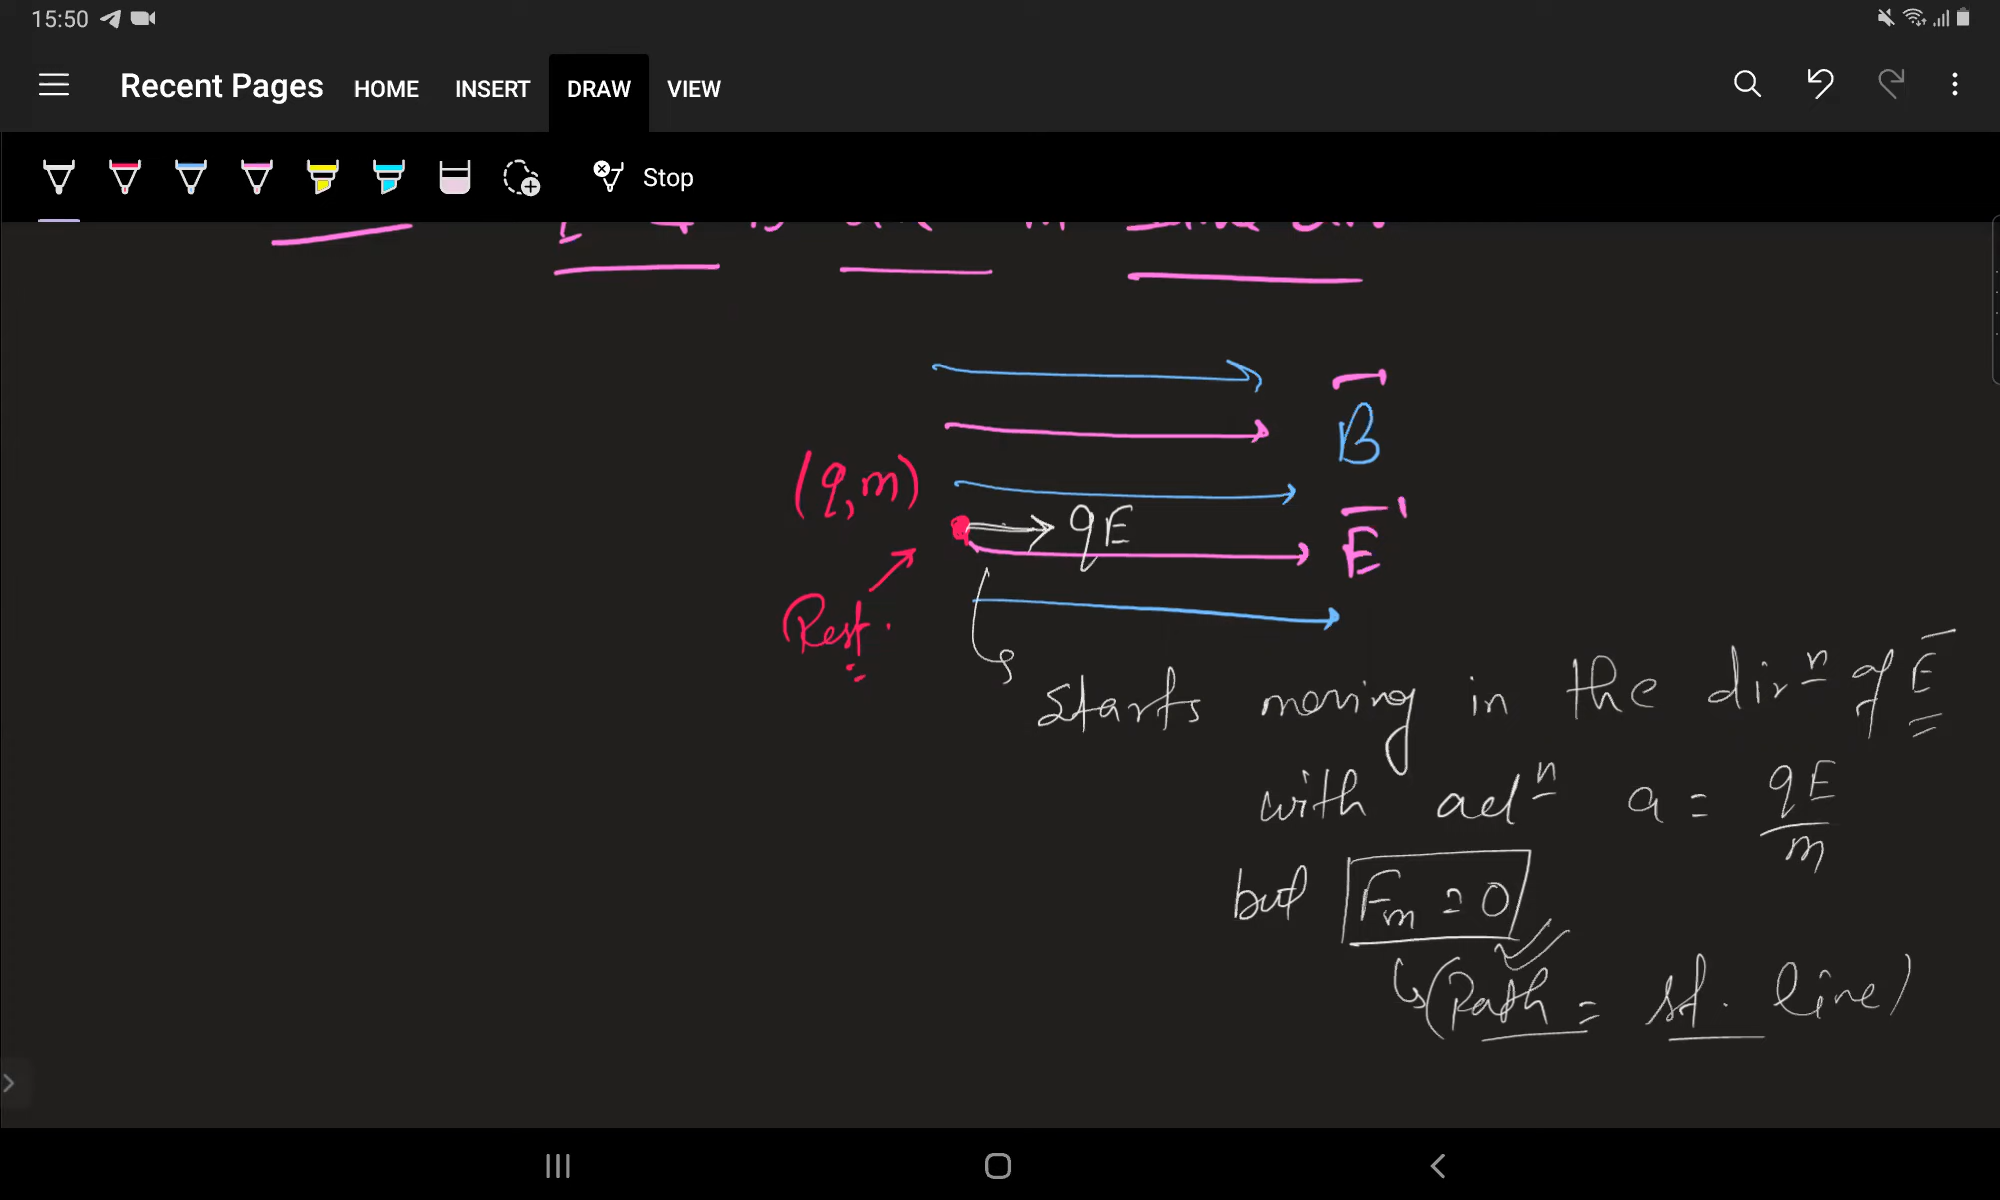 15:50
Recent Pages HOME INSERT DRAW VIEW
Stop
B
(q,m)
qE
E
Rest.
starts moving in the dirⁿ of E
with aclⁿ a = qE/m
but Fm = 0
(Path = st. line)